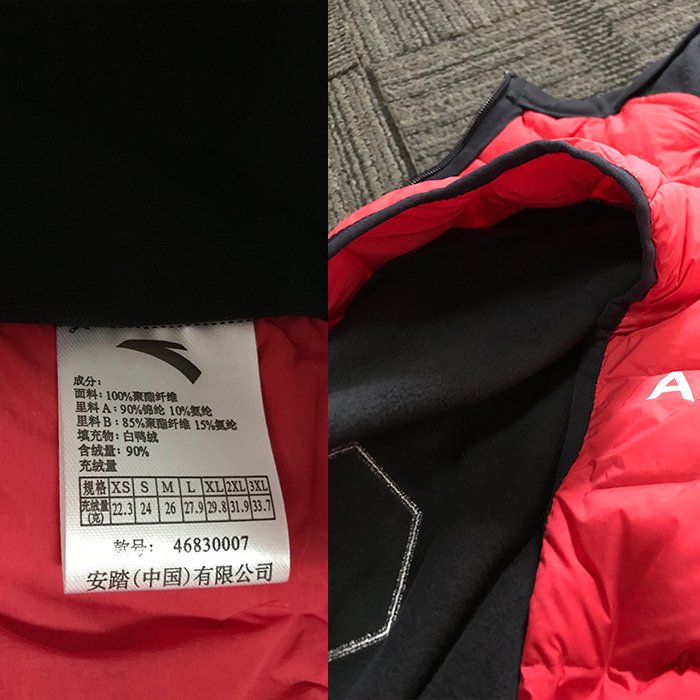 成分:
面料: 100%聚酯纤维
里料 A: 90%锦纶 10%氨纶
里料 B: 85%聚酯纤维 15%氨纶
填充物: 白鸭绒
含绒量: 90%
充绒量
规格 XS S M L XL 2XL 3XL
充绒量(克) 22.3 24 26 27.9 29.8 31.9 33.7
款号: 46830007
安踏(中国)有限公司
A